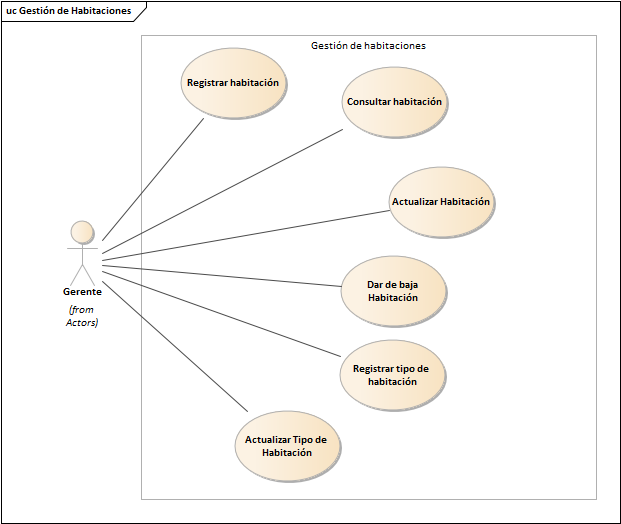 uc Gestión de Habitaciones
Gestión de habitaciones
Registrar habitación
Consultar habitación
Actualizar Habitación
Gerente
(from
Actors)
Dar de baja
Habitación
Registrar tipo de
habitación
Actualizar Tipo de
Habitación